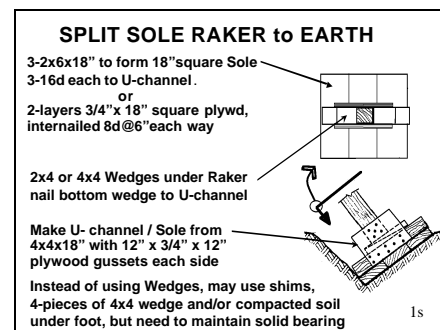 SPLIT SOLE RAKER to EARTH
3-2x6x18” to form 18”square Sole
3-16d each to U-channel.
or
2-layers 3/4”x 18” square plywd,
internailed 8d@6”each way
2x4 or 4x4 Wedges under Raker
nail bottom wedge to U-channel
Make U- channel / Sole from
4x4x18” with 12” x 3/4” x 12”
plywood gussets each side
Instead of using Wedges, may use shims,
4-pieces of 4x4 wedge and/or compacted soil
under foot, but need to maintain solid bearing
1s